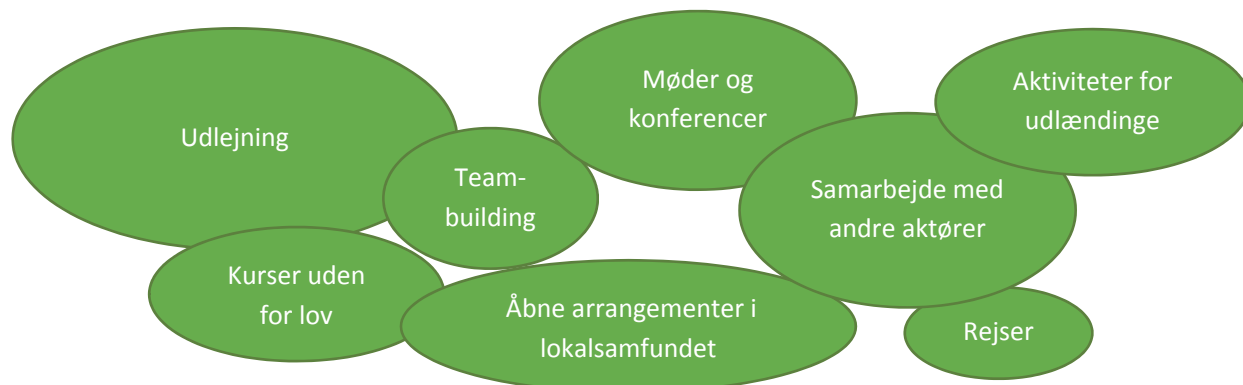 Udlejning
Team-
building
Møder og
konferencer
Aktiviteter for
udlændinge
Samarbejde med
andre aktører
Kurser uden
for lov
Åbne arrangementer i
lokalsamfundet
Rejser